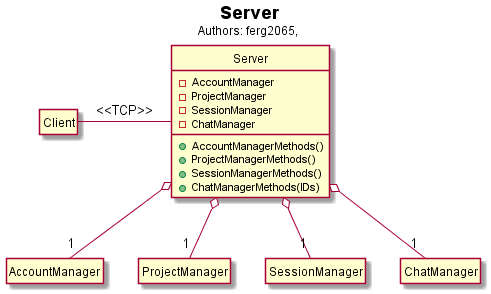 Server
Authors: ferg2065,
Server
AccountManager
ProjectManager
SessionManager
ChatManager
AccountManagerMethods()
ProjectManagerMethods()
SessionManagerMethods()
ChatManagerMethods(IDs)
Client
<<TCP>>
1
1
1
1
AccountManager
ProjectManager
SessionManager
ChatManager